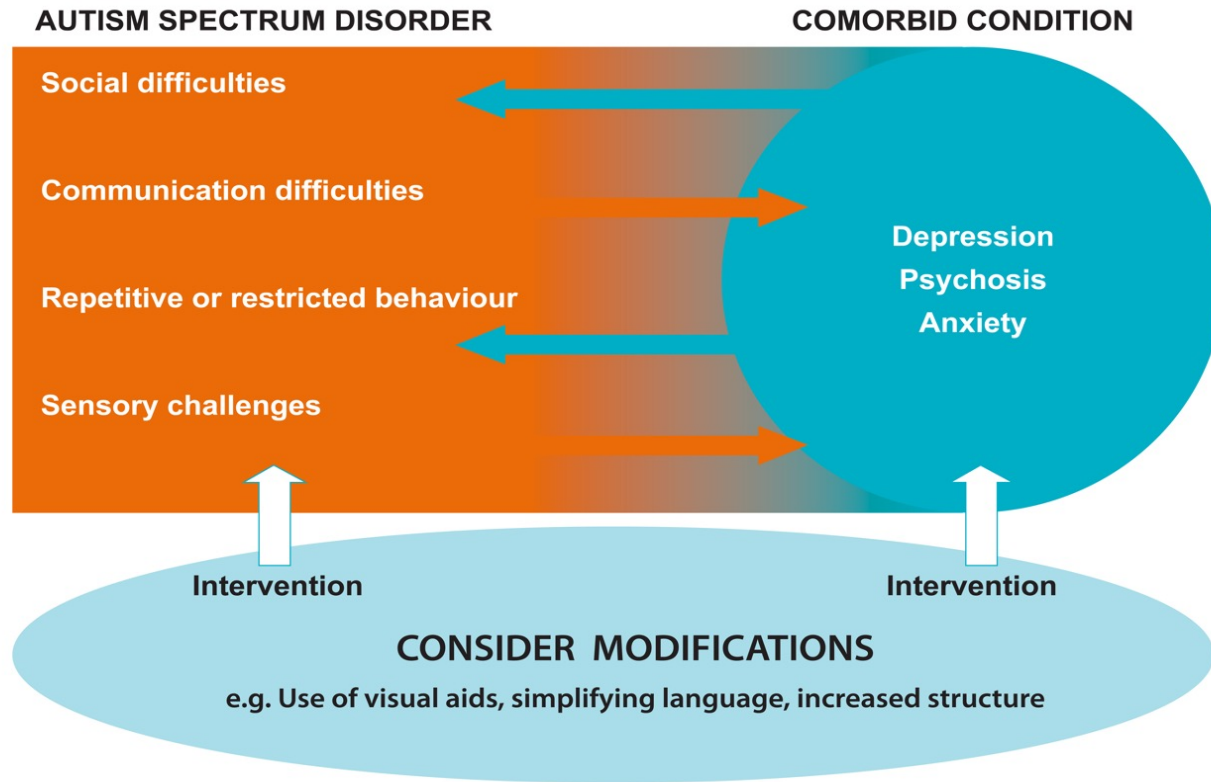 AUTISM SPECTRUM DISORDER
COMORBID CONDITION
Social difficulties
Communication difficulties
Repetitive or restricted behaviour
Sensory challenges
Depression
Psychosis
Anxiety
Intervention
Intervention
CONSIDER MODIFICATIONS
e.g. Use of visual aids, simplifying language, increased structure